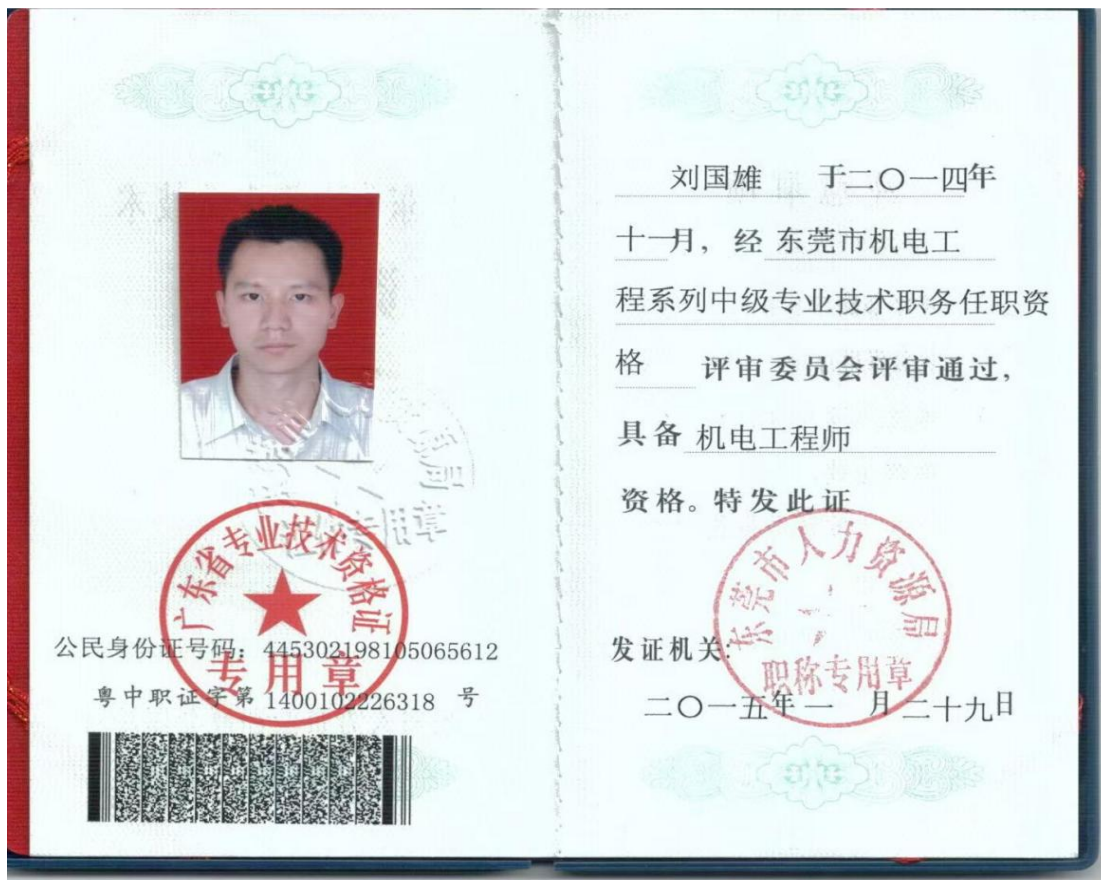 广东省专业技术资格证
专用章
公民身份证号码：445302198105065612
粤中职证字第 1400102226318 号
刘国雄 于二〇一四年
十一月，经 东莞市机电工
程系列中级专业技术职务任职资
格 评审委员会评审通过，
具备 机电工程师
资格。特发此证
东莞市人力资源局
职称专用章
发证机关：
二〇一五年一月二十九日